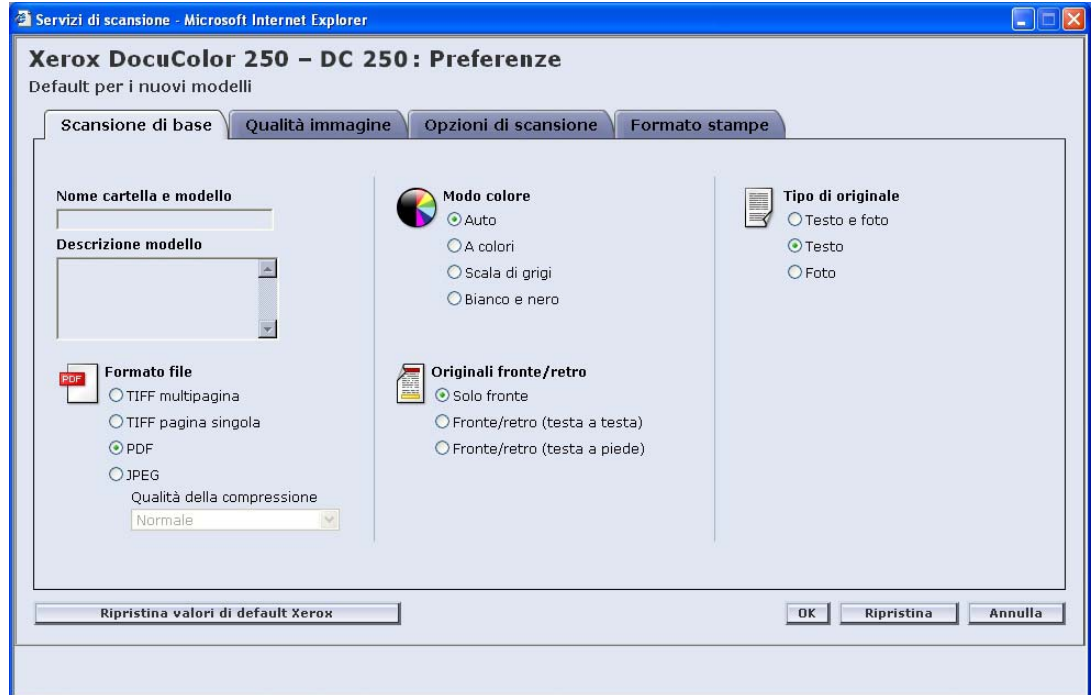 Servizi di scansione - Microsoft Internet Explorer
Xerox DocuColor 250 – DC 250: Preferenze
Default per i nuovi modelli
Scansione di base
Qualità immagine
Opzioni di scansione
Formato stampe
Nome cartella e modello
Descrizione modello
Formato file
PDF
TIFF multipagina
TIFF pagina singola
PDF
JPEG
Qualità della compressione
Normale
Modo colore
Auto
A colori
Scala di grigi
Bianco e nero
Originali fronte/retro
Solo fronte
Fronte/retro (testa a testa)
Fronte/retro (testa a piede)
Tipo di originale
Testo e foto
Testo
Foto
Ripristina valori di default Xerox
OK
Ripristina
Annulla